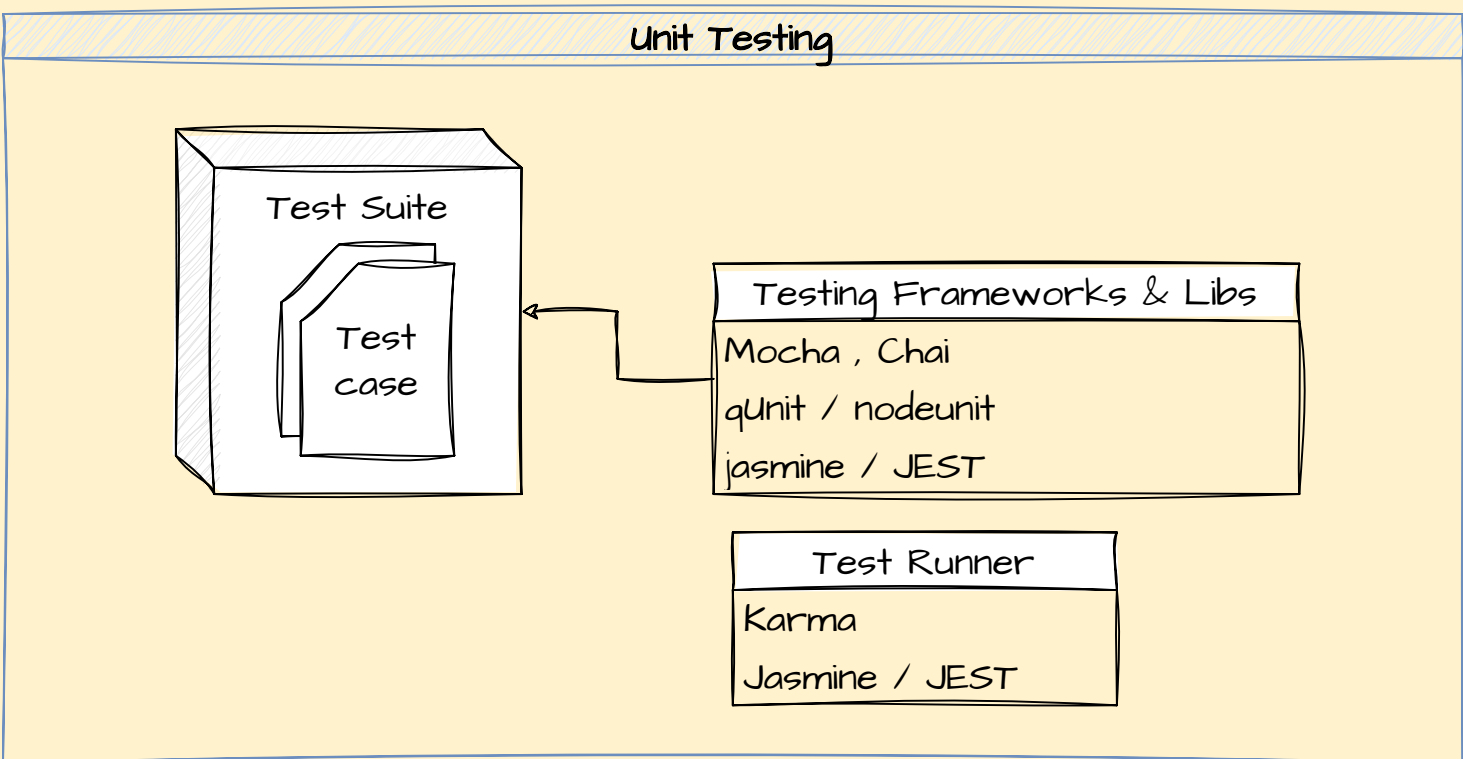 Unit Testing
Test Suite
Test
case
Testing Frameworks & Libs
Mocha , Chai
qUnit / nodeunit
jasmine / JEST
Test Runner
Karma
Jasmine / JEST